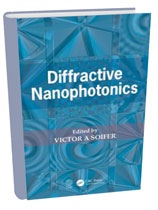 Diffractive
Nanophotonics
Edited by
VICTOR A SOIFER